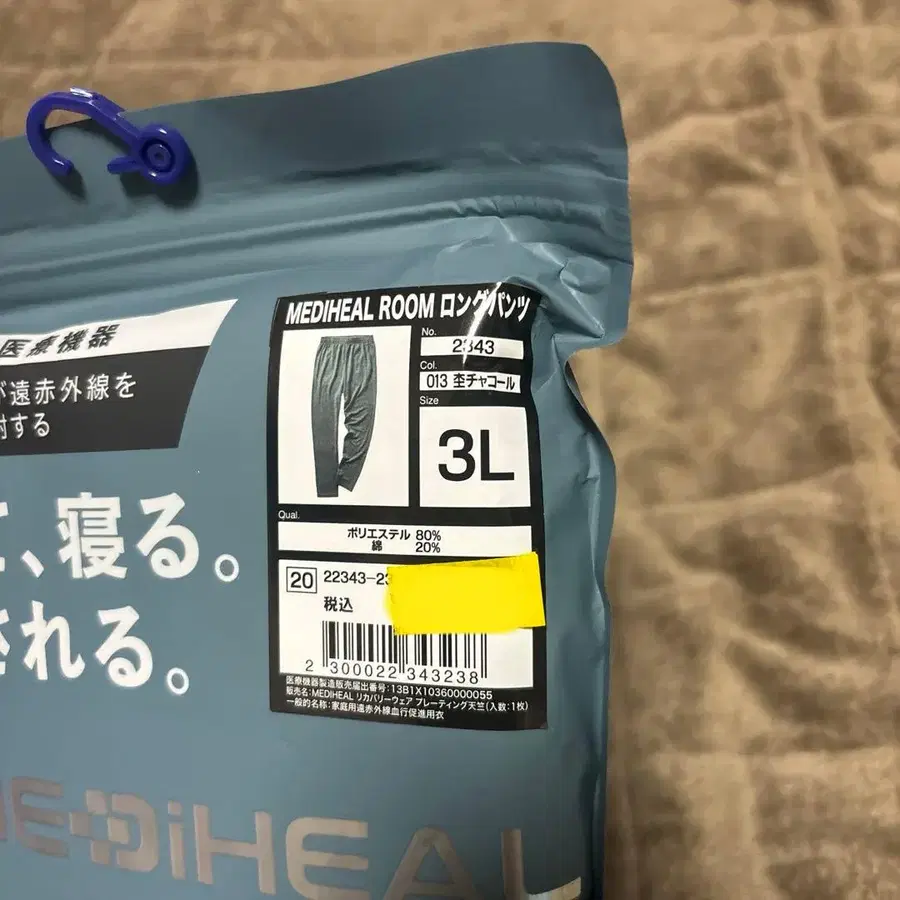 医療機器
が遠赤外線を
射する
、寝る。
される。
MEDIHEAL ROOM ロングパンツ
No.
2343
Col.
013 杢チャコール
Size
3L
Qual.
ポリエステル 80%
綿 20%
20 22343-23
税込
2 300022 343238
医療機器製造販売届出番号:13B1X10360000055
販売名:MEDIHEAL リカバリーウェア プレーティング天竺(入数:1枚)
一般的名称:家庭用遠赤外線血行促進用衣
MEDiHEAL